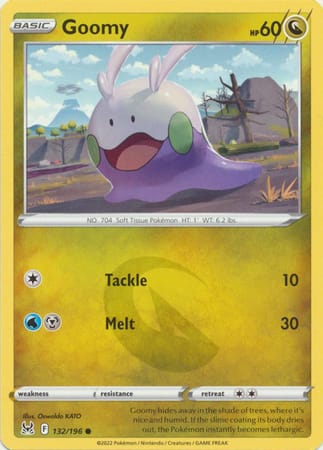 BASIC Goomy HP 60
NO. 704 Soft Tissue Pokémon HT: 1' WT: 6.2 lbs.
Tackle 10
Melt 30
weakness resistance retreat
Illus. Oswaldo KATO
F 132/196
Goomy hides away in the shade of trees, where it's
nice and humid. If the slime coating its body dries
out, the Pokémon instantly becomes lethargic.
©2022 Pokémon / Nintendo / Creatures / GAME FREAK